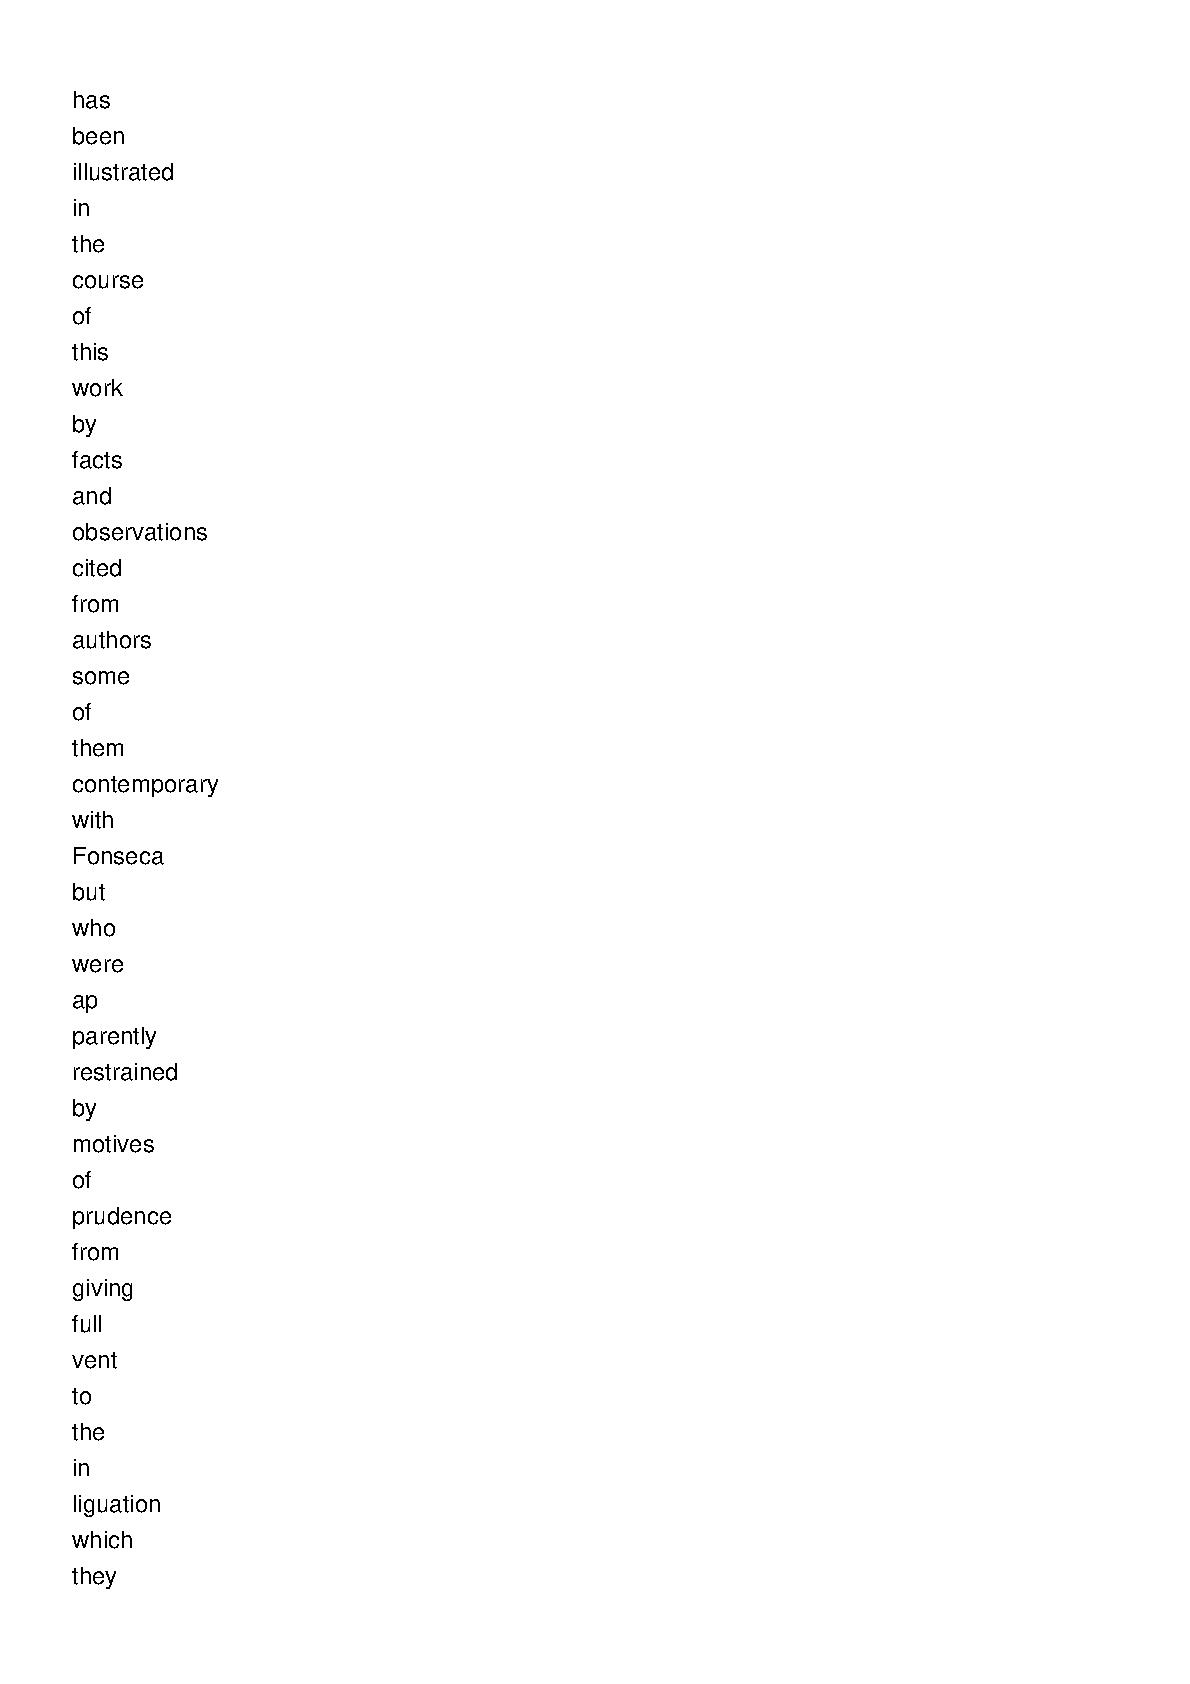 has
been
illustrated
in
the
course
of
this
work
by
facts
and
observations
cited
from
authors
some
of
them
contemporary
with
Fonseca
but
who
were
ap
parently
restrained
by
motives
of
prudence
from
giving
full
vent
to
the
in
liguation
which
they